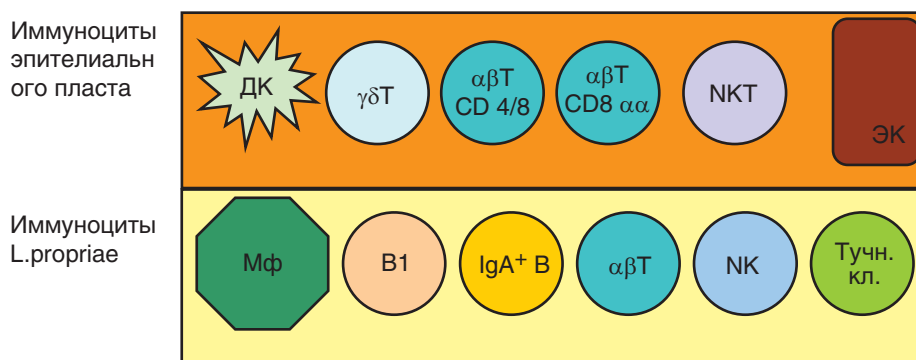 Иммуноциты
эпителиальн
ого пласта
ДК
γδT
αβT
CD 4/8
αβT
CD8 αα
NKT
ЭК
Иммуноциты
L.propriae
Мф
B1
IgA+ B
αβT
NK
Тучн.
кл.